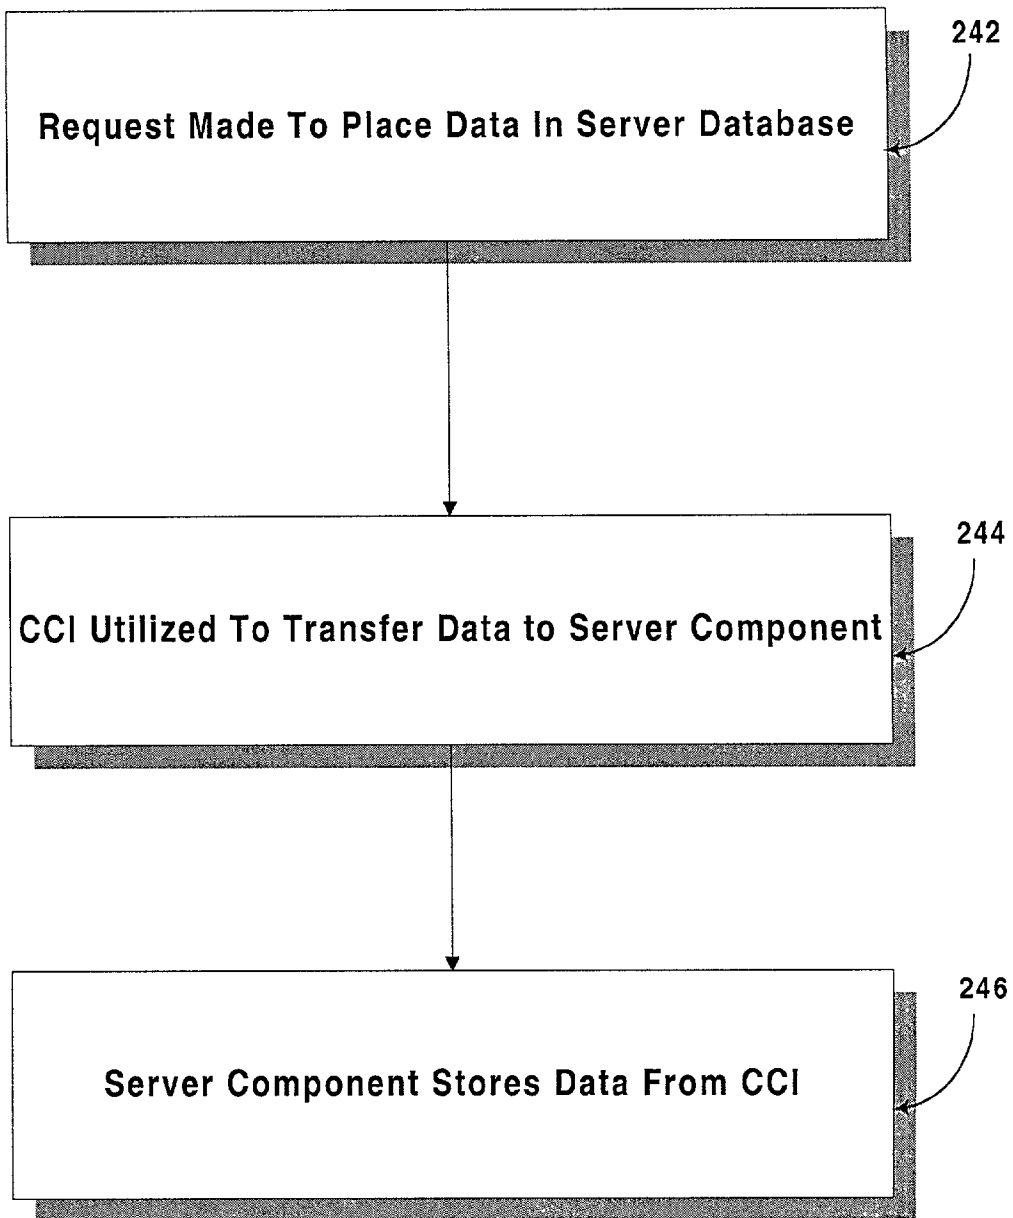 242
Request Made To Place Data In Server Database
244
CCI Utilized To Transfer Data to Server Component
246
Server Component Stores Data From CCI